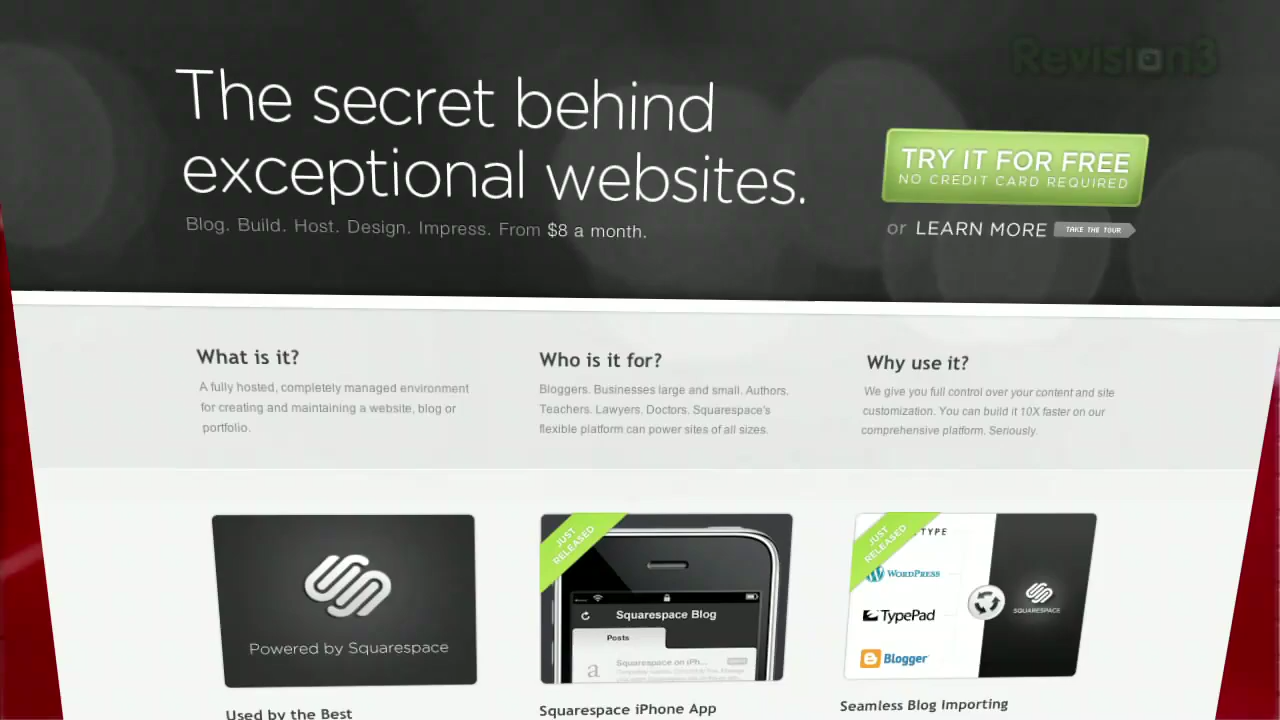 Revision3
The secret behind
exceptional websites.
Blog. Build. Host. Design. Impress. From $8 a month.
TRY IT FOR FREE
NO CREDIT CARD REQUIRED
or LEARN MORE TAKE THE TOUR
What is it?
A fully hosted, completely managed environment
for creating and maintaining a website, blog or
portfolio.
Who is it for?
Bloggers. Businesses large and small. Authors.
Teachers. Lawyers. Doctors. Squarespace's
flexible platform can power sites of all sizes.
Why use it?
We give you full control over your content and site
customization. You can build it 10X faster on our
comprehensive platform. Seriously.
Powered by Squarespace
Used by the Best
JUST
RELEASED
Squarespace Blog
Posts
a
Squarespace on iPh...
Squarespace iPhone App
JUST
RELEASED
TYPE
WORDPRESS
TypePad
Blogger
SQUARESPACE
Seamless Blog Importing